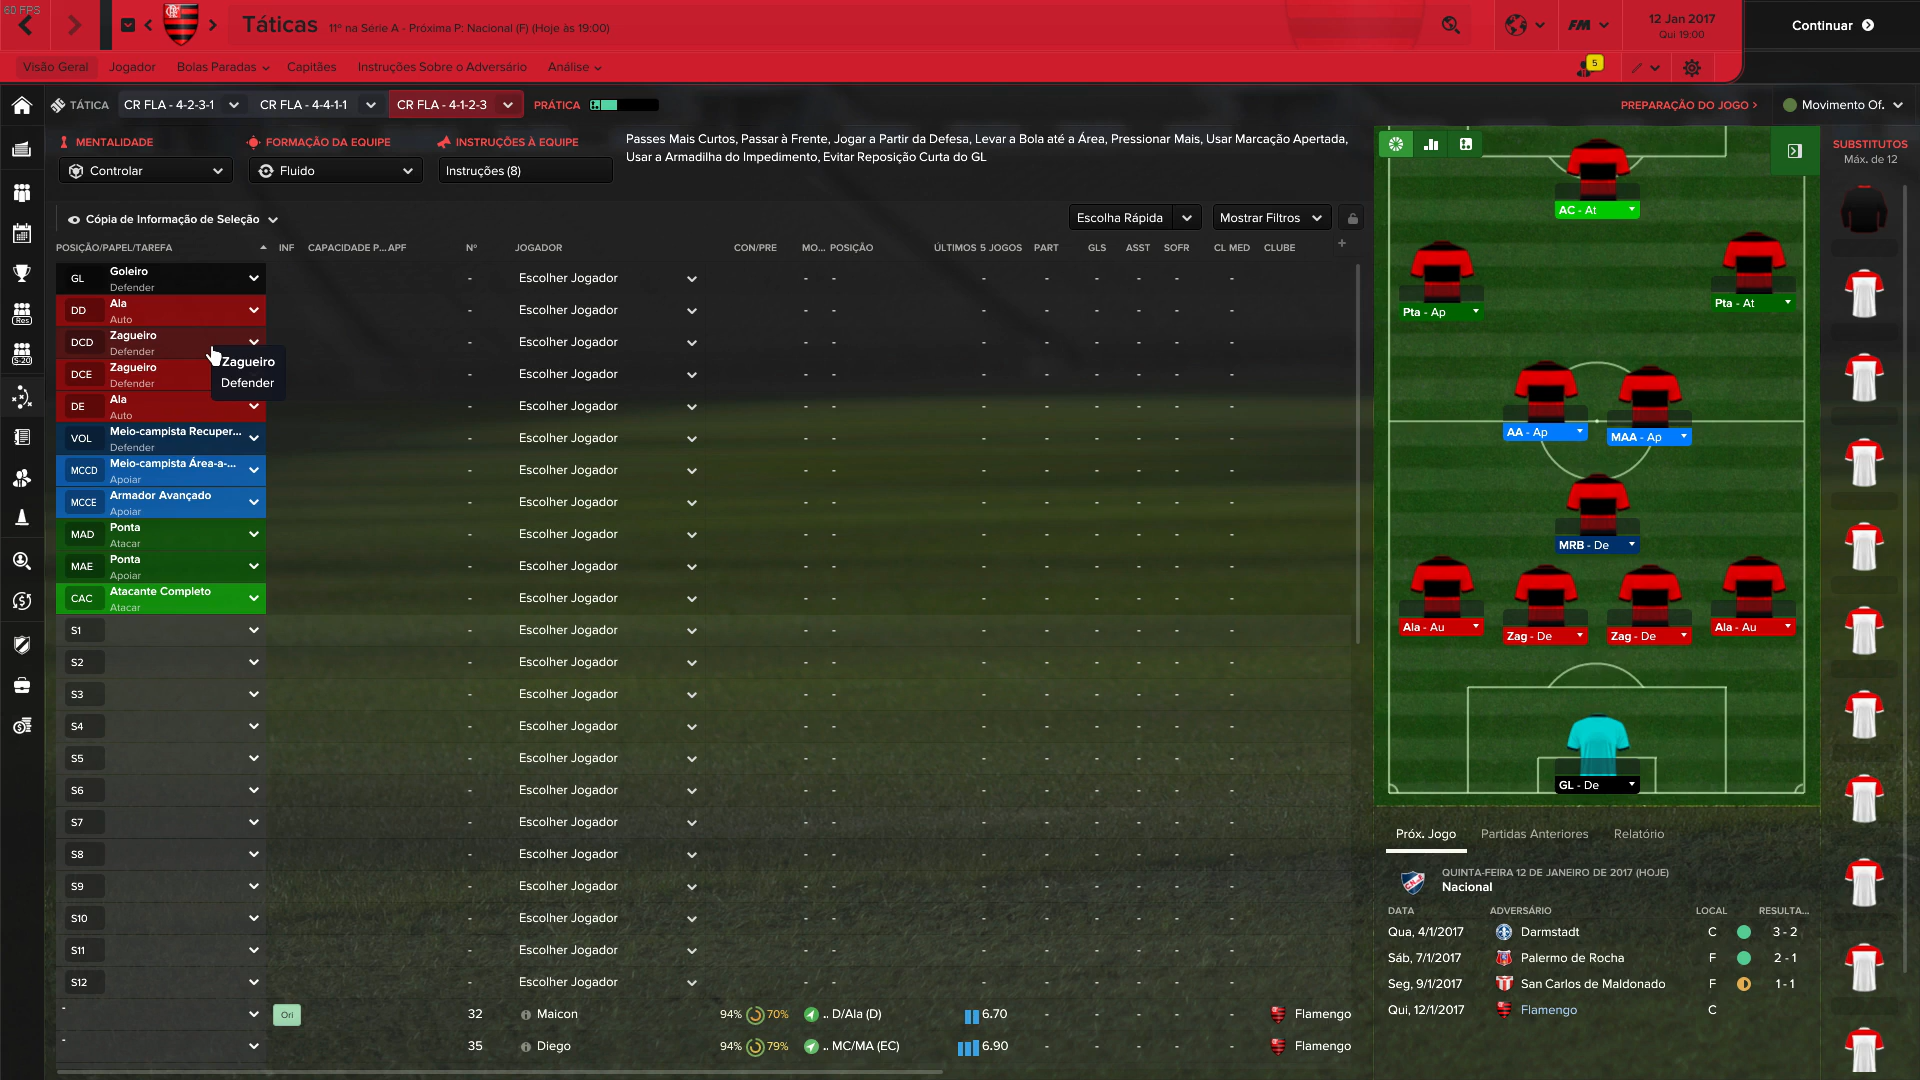 60 FPS
Táticas
11º na Série A - Próxima P: Nacional (F) (Hoje às 19:00)
FM
12 Jan 2017
Qui 19:00
Continuar
Visão Geral
Jogador
Bolas Paradas
Capitães
Instruções Sobre o Adversário
Análise
5
TÁTICA
CR FLA - 4-2-3-1
CR FLA - 4-4-1-1
CR FLA - 4-1-2-3
PRÁTICA
PREPARAÇÃO DO JOGO >
Movimento Of.
MENTALIDADE
FORMAÇÃO DA EQUIPE
INSTRUÇÕES À EQUIPE
Controlar
Fluido
Instruções (8)
Passes Mais Curtos, Passar à Frente, Jogar a Partir da Defesa, Levar a Bola até a Área, Pressionar Mais, Usar Marcação Apertada,
Usar a Armadilha do Impedimento, Evitar Reposição Curta do GL
SUBSTITUTOS
Máx. de 12
Cópia de Informação de Seleção
Escolha Rápida
Mostrar Filtros
POSIÇÃO/PAPEL/TAREFA INF CAPACIDADE P... APF Nº JOGADOR CON/PRE MO... POSIÇÃO ÚLTIMOS 5 JOGOS PART GLS ASST SOFR CL MED CLUBE
GL Goleiro - Escolher Jogador - - - - - - - -
Defender
DD Ala - Escolher Jogador - - - - - - - -
Auto
DCD Zagueiro - Escolher Jogador - - - - - - - -
Defender
DCE Zagueiro - Escolher Jogador - - - - - - - -
Defender
Zagueiro
Defender
DE Ala - Escolher Jogador - - - - - - - -
Auto
VOL Meio-campista Recuper... - Escolher Jogador - - - - - - - -
Defender
MCCD Meio-campista Área-a-... - Escolher Jogador - - - - - - - -
Apoiar
MCCE Armador Avançado - Escolher Jogador - - - - - - - -
Apoiar
MAD Ponta - Escolher Jogador - - - - - - - -
Atacar
MAE Ponta - Escolher Jogador - - - - - - - -
Apoiar
CAC Atacante Completo - Escolher Jogador - - - - - - - -
Atacar
S1 - Escolher Jogador - - - - - - - -
S2 - Escolher Jogador - - - - - - - -
S3 - Escolher Jogador - - - - - - - -
S4 - Escolher Jogador - - - - - - - -
S5 - Escolher Jogador - - - - - - - -
S6 - Escolher Jogador - - - - - - - -
S7 - Escolher Jogador - - - - - - - -
S8 - Escolher Jogador - - - - - - - -
S9 - Escolher Jogador - - - - - - - -
S10 - Escolher Jogador - - - - - - - -
S11 - Escolher Jogador - - - - - - - -
S12 - Escolher Jogador - - - - - - - -
- Ori 32 Maicon 94% 70% .. D/Ala (D) 6.70 - - - - - Flamengo
- 35 Diego 94% 79% .. MC/MA (EC) 6.90 - - - - - Flamengo
AC - At
Pta - Ap
Pta - At
AA - Ap
MAA - Ap
MRB - De
Ala - Au
Zag - De
Zag - De
Ala - Au
GL - De
Próx. Jogo
Partidas Anteriores
Relatório
QUINTA-FEIRA 12 DE JANEIRO DE 2017 (HOJE)
Nacional
DATA ADVERSÁRIO LOCAL RESULTA...
Qua, 4/1/2017 Darmstadt C 3 - 2
Sáb, 7/1/2017 Palermo de Rocha F 2 - 1
Seg, 9/1/2017 San Carlos de Maldonado F 1 - 1
Qui, 12/1/2017 Flamengo C
Res
S-20